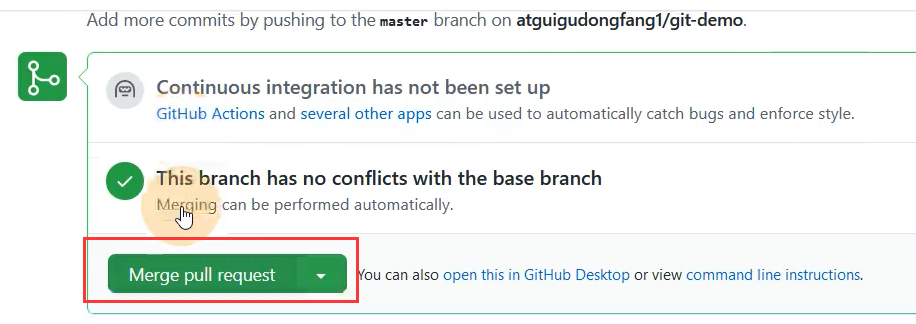 Add more commits by pushing to the master branch on atguigudongfang1/git-demo.
Continuous integration has not been set up
GitHub Actions and several other apps can be used to automatically catch bugs and enforce style.
This branch has no conflicts with the base branch
Merging can be performed automatically.
Merge pull request You can also open this in GitHub Desktop or view command line instructions.